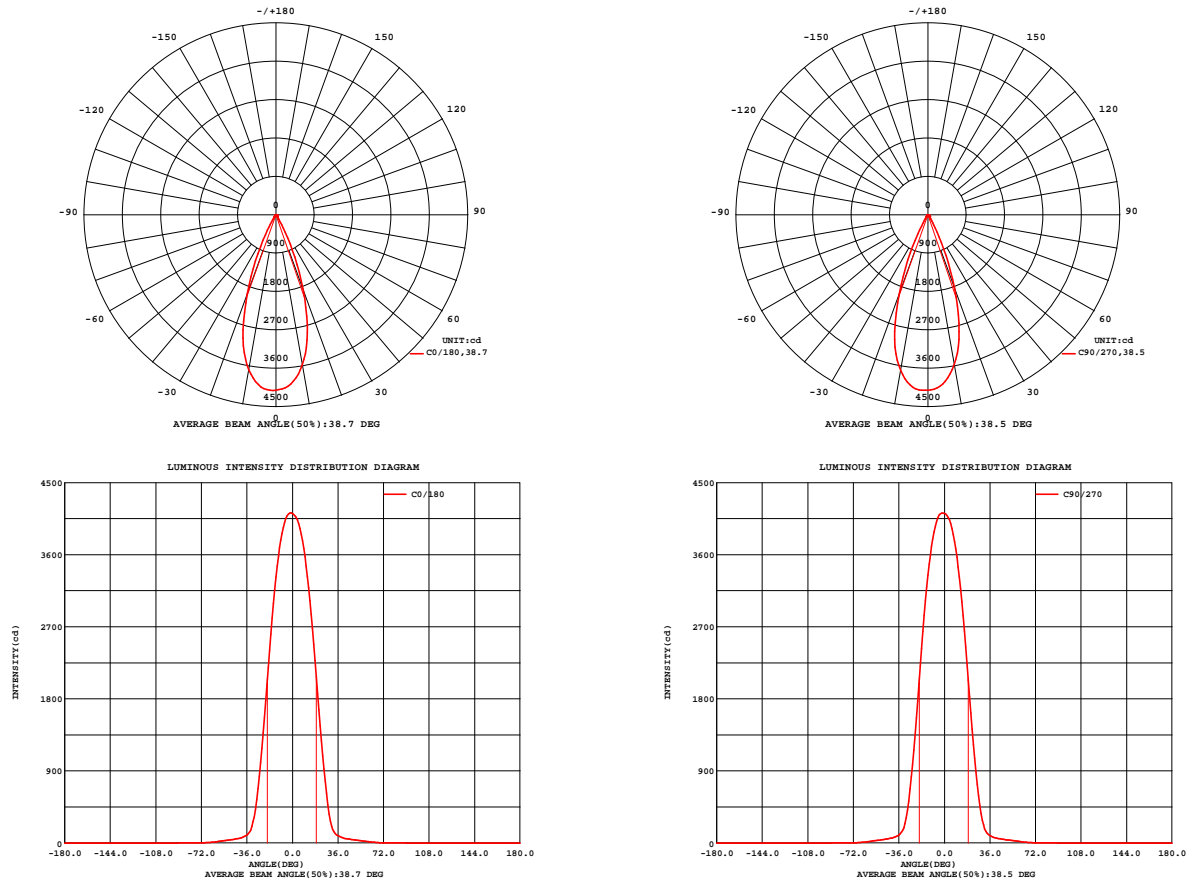 -/+180
-150
150
-120
120
-90
90
-60
60
-30
30
0
900
1800
2700
3600
4500
0
UNIT:cd
C0/180,38.7
AVERAGE BEAM ANGLE(50%):38.7 DEG
-/+180
-150
150
-120
120
-90
90
-60
60
-30
30
0
900
1800
2700
3600
4500
0
UNIT:cd
C90/270,38.5
AVERAGE BEAM ANGLE(50%):38.5 DEG
LUMINOUS INTENSITY DISTRIBUTION DIAGRAM
C0/180
INTENSITY(cd)
4500
3600
2700
1800
900
0
-180.0 -144.0 -108.0 -72.0 -36.0 0.0 36.0 72.0 108.0 144.0 180.0
ANGLE(DEG)
AVERAGE BEAM ANGLE(50%):38.7 DEG
LUMINOUS INTENSITY DISTRIBUTION DIAGRAM
C90/270
INTENSITY(cd)
4500
3600
2700
1800
900
0
-180.0 -144.0 -108.0 -72.0 -36.0 0.0 36.0 72.0 108.0 144.0 180.0
ANGLE(DEG)
AVERAGE BEAM ANGLE(50%):38.5 DEG